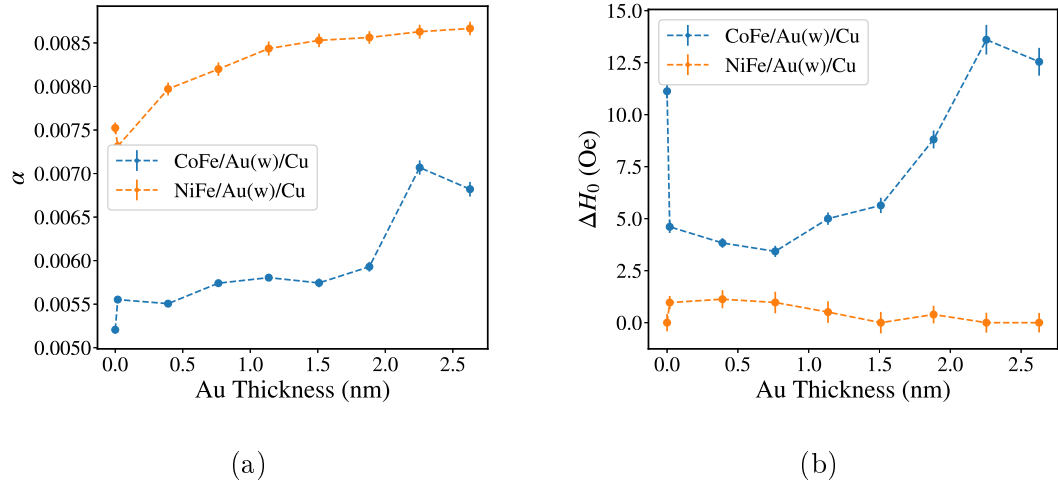 0.0085
0.0080
0.0075
0.0070
0.0065
0.0060
0.0055
0.0050
α
CoFe/Au(w)/Cu
NiFe/Au(w)/Cu
0.0 0.5 1.0 1.5 2.0 2.5
Au Thickness (nm)
(a)
15.0
12.5
10.0
7.5
5.0
2.5
0.0
ΔH₀ (Oe)
CoFe/Au(w)/Cu
NiFe/Au(w)/Cu
0.0 0.5 1.0 1.5 2.0 2.5
Au Thickness (nm)
(b)